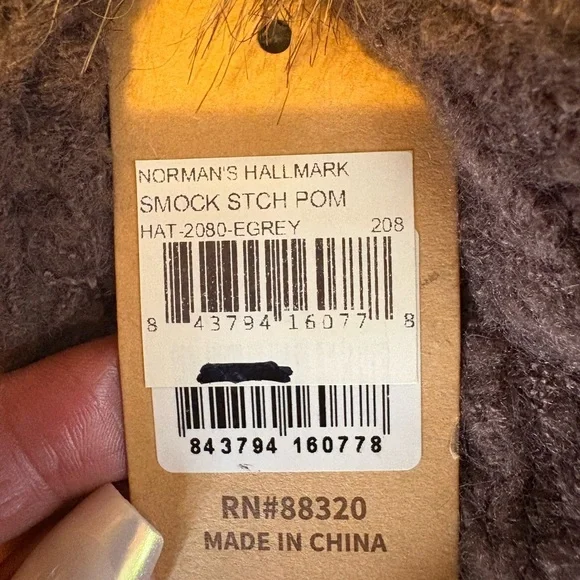 NORMAN'S HALLMARK
SMOCK STCH POM
HAT-2080-EGREY 208
8 43794 16077 8
843794 160778
RN#88320
MADE IN CHINA